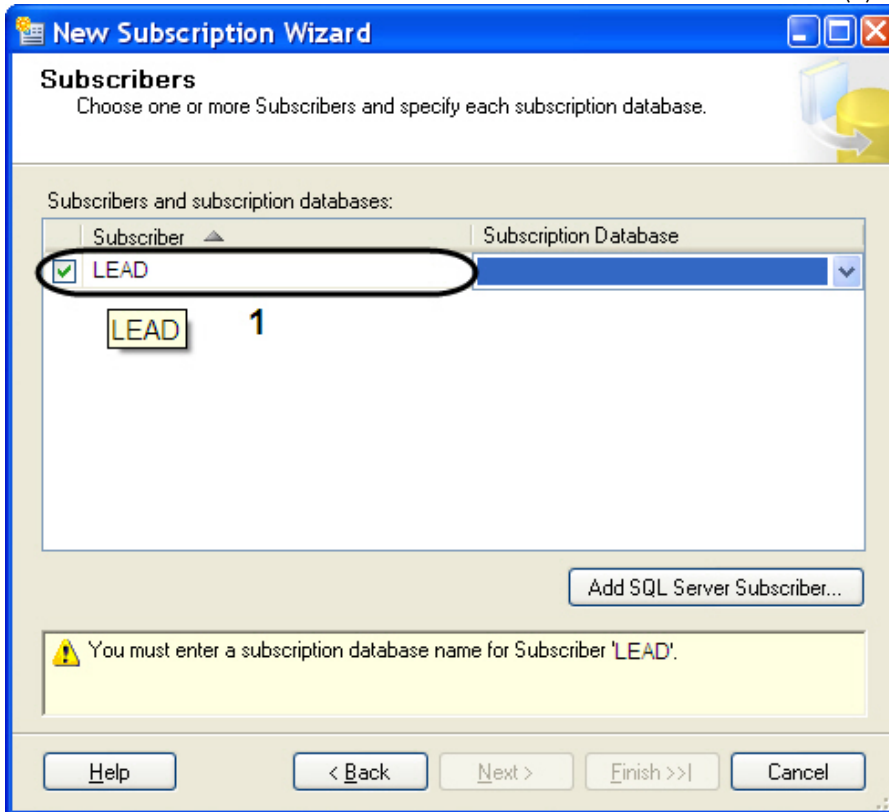 New Subscription Wizard
Subscribers
Choose one or more Subscribers and specify each subscription database.
Subscribers and subscription databases:
Subscriber Subscription Database
LEAD
LEAD 1
Add SQL Server Subscriber...
You must enter a subscription database name for Subscriber 'LEAD'.
Help < Back Next > Finish >>| Cancel